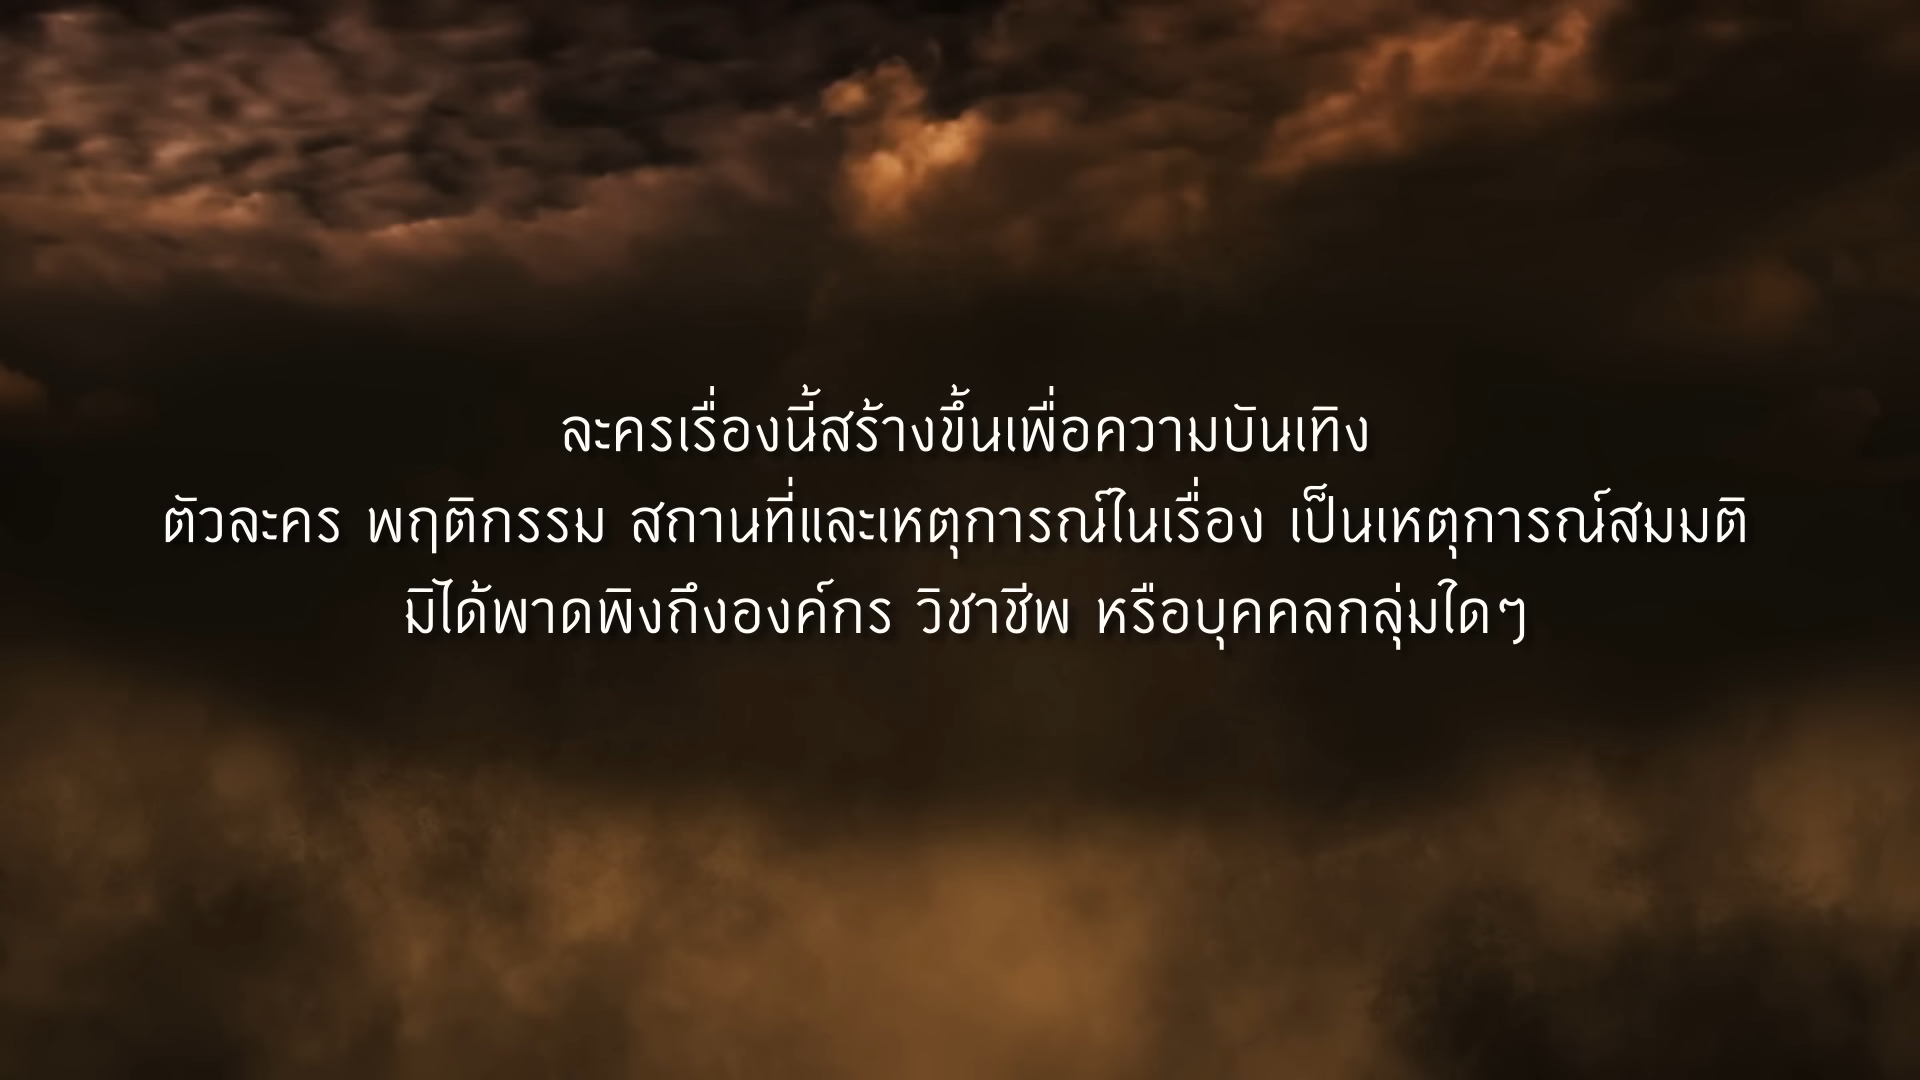 ละครเรื่องนี้สร้างขึ้นเพื่อความบันเทิง
ตัวละคร พฤติกรรม สถานที่และเหตุการณ์ในเรื่อง เป็นเหตุการณ์สมมติ
มิได้พาดพิงถึงองค์กร วิชาชีพ หรือบุคคลกลุ่มใดๆ